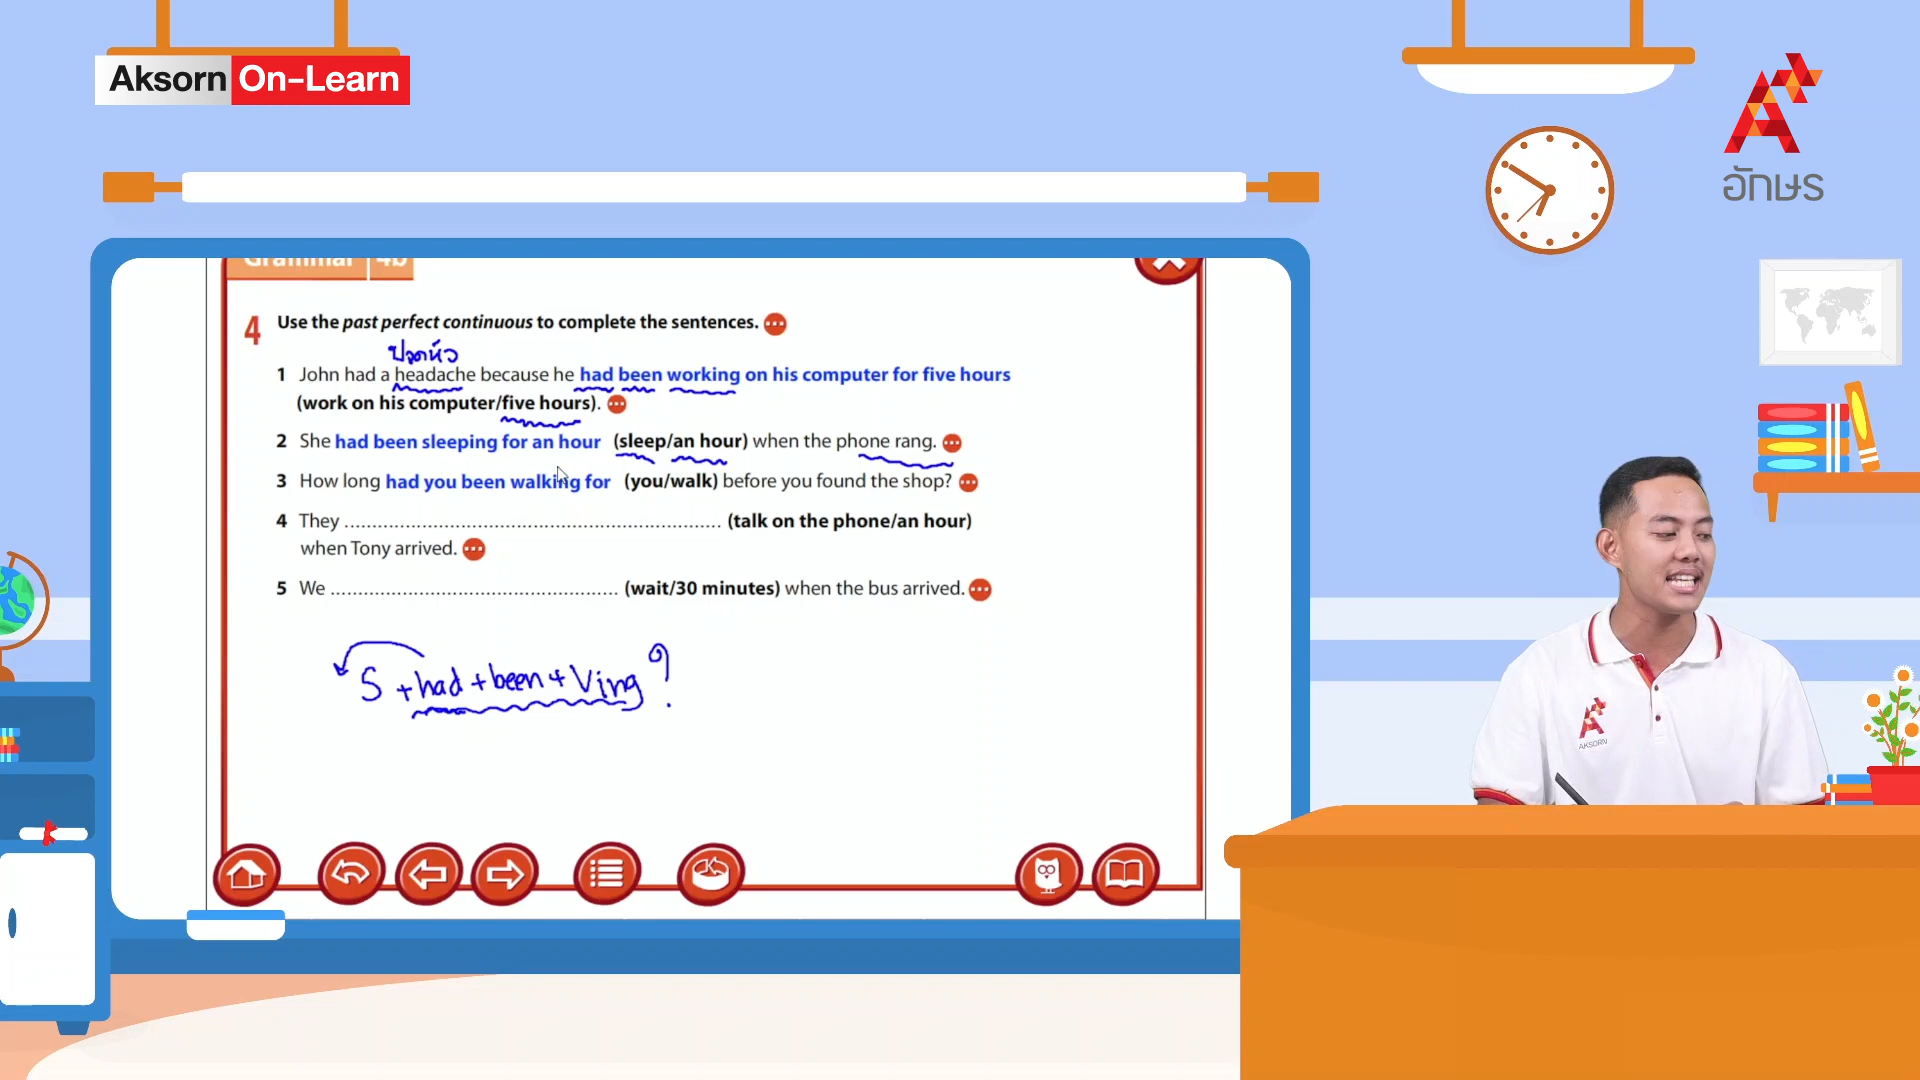 Aksorn On-Learn
อักษร
Grammar 4b
4 Use the past perfect continuous to complete the sentences.
ปวดหัว
1 John had a headache because he had been working on his computer for five hours
(work on his computer/five hours).
2 She had been sleeping for an hour (sleep/an hour) when the phone rang.
3 How long had you been walking for (you/walk) before you found the shop?
4 They ........................................................................ (talk on the phone/an hour)
when Tony arrived.
5 We .................................................... (wait/30 minutes) when the bus arrived.
S +had +been + Ving ?
AKSORN